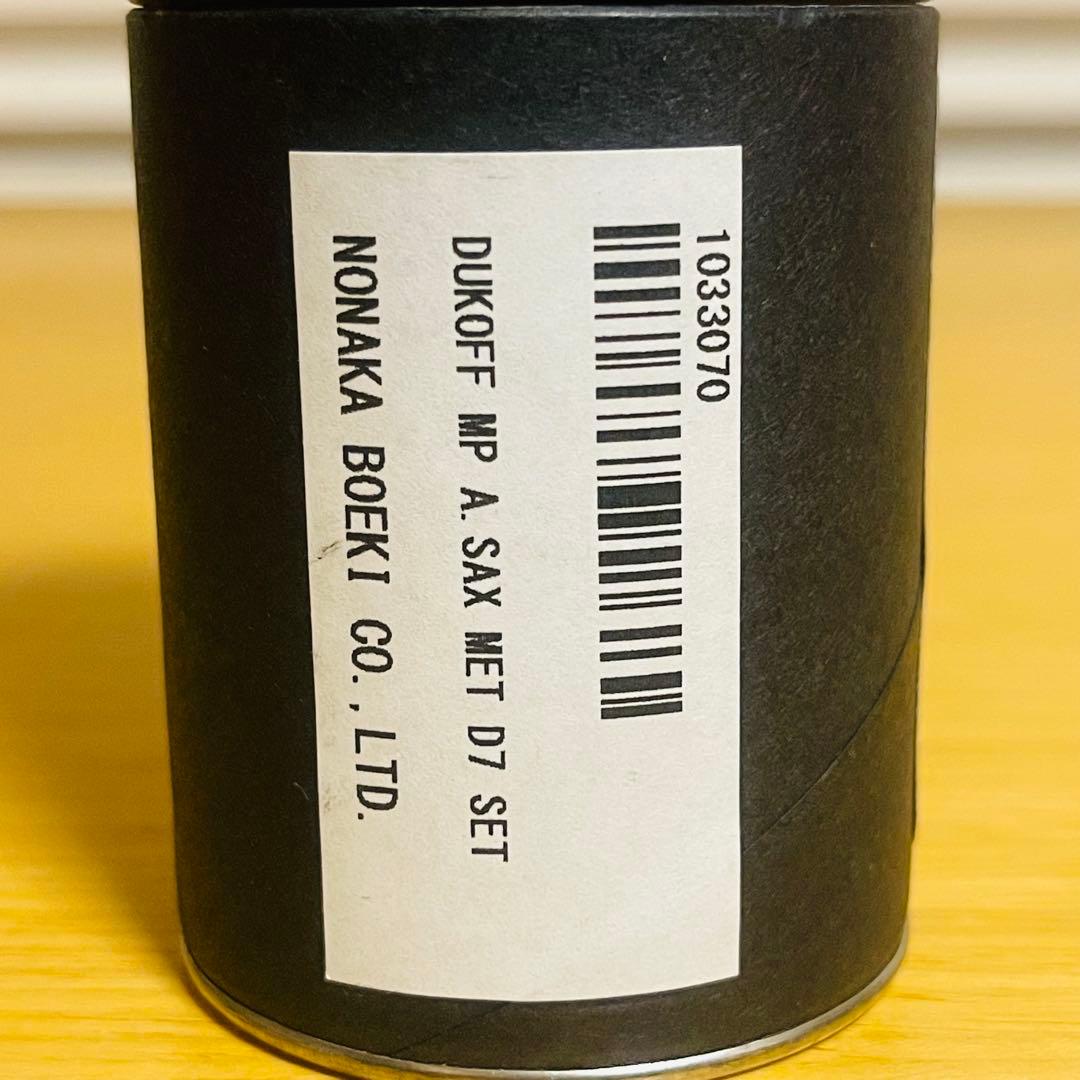 1033070
DUKOFF MP A.SAX MET D7 SET
NONAKA BOEKI CO.,LTD.